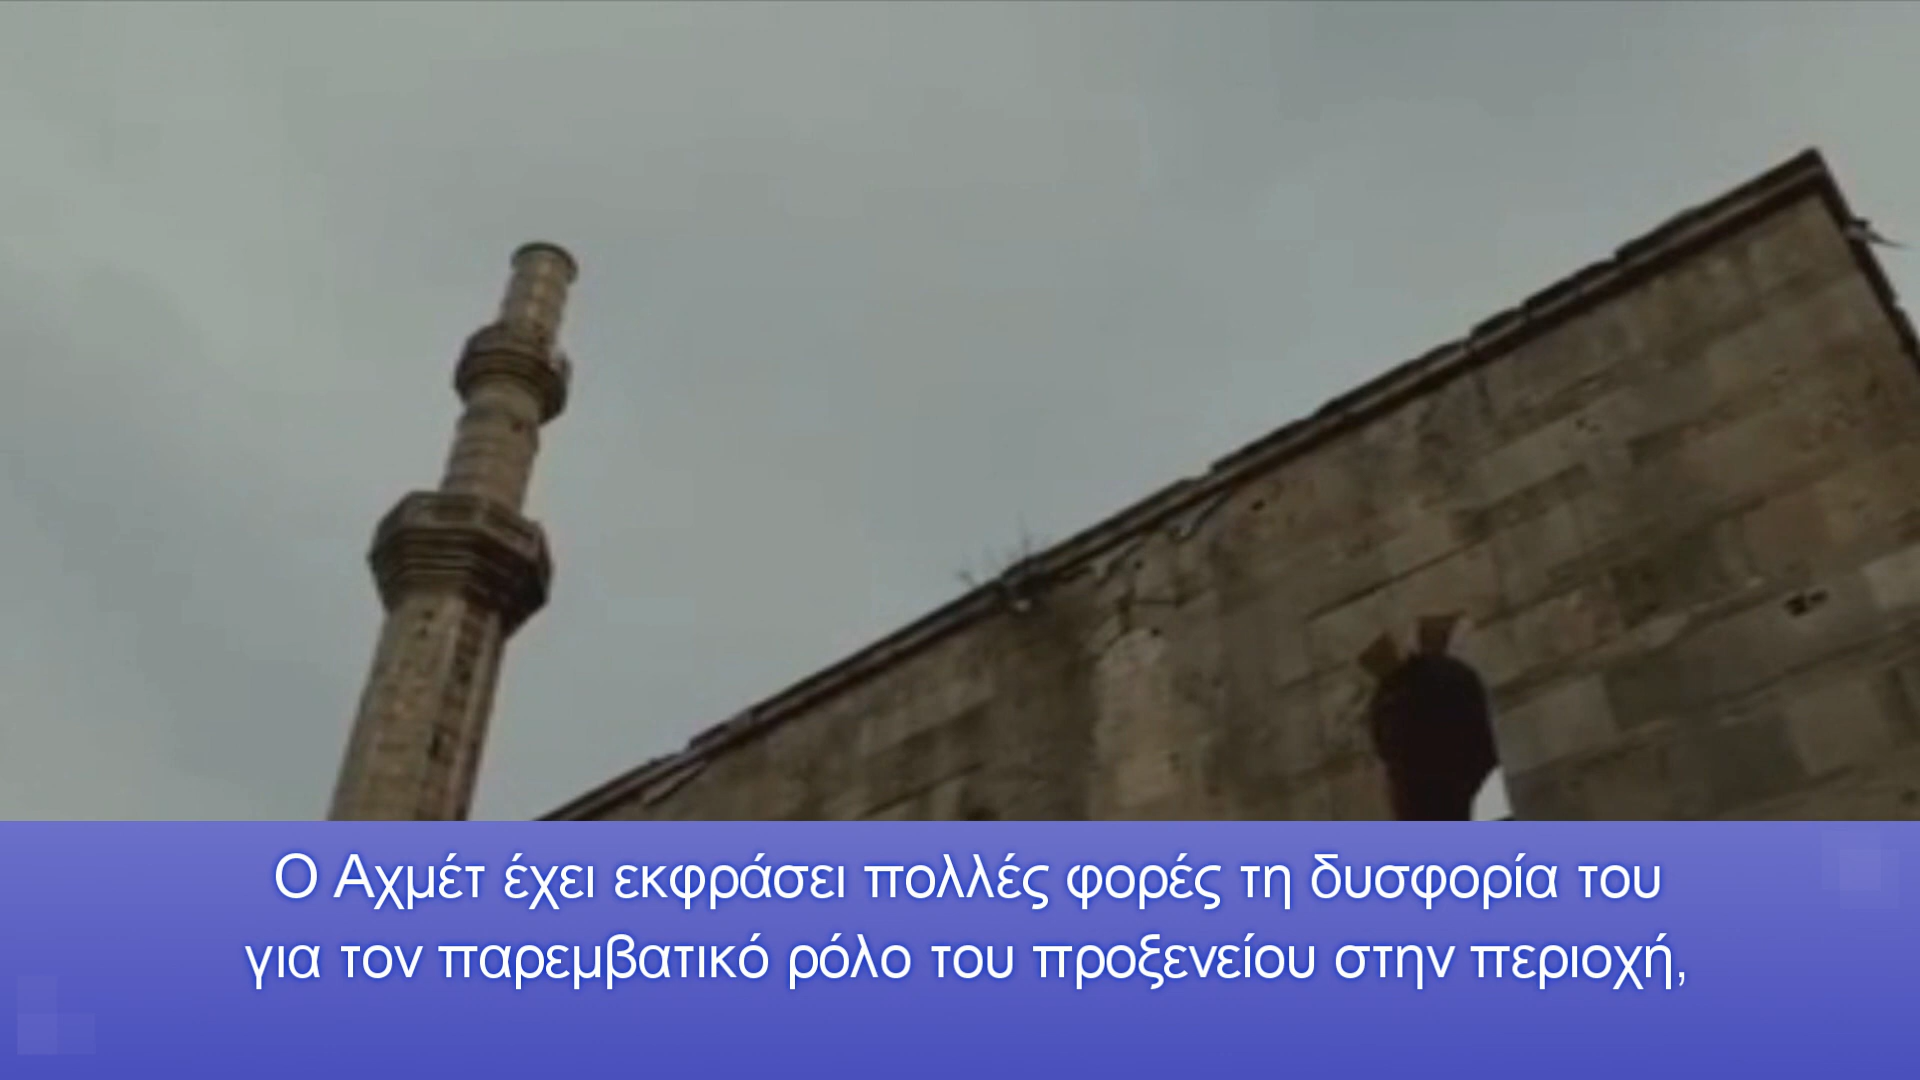 Ο Αχμέτ έχει εκφράσει πολλές φορές τη δυσφορία του
για τον παρεμβατικό ρόλο του προξενείου στην περιοχή,